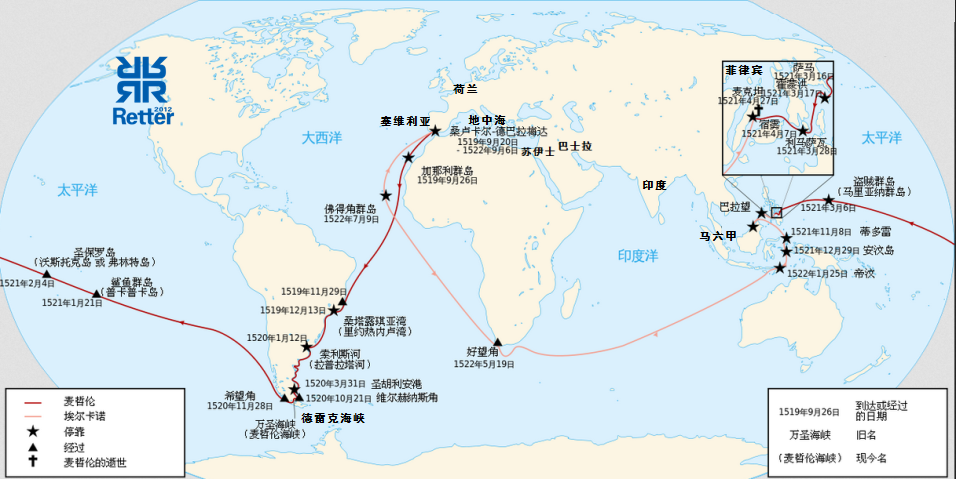 RR
RR
2012
Retter
荷兰
塞维利亚
地中海
桑卢卡尔-德巴拉梅达
1519年9月20日
- 1522年9月6日
苏伊士
巴士拉
大西洋
加那利群岛
1519年9月26日
佛得角群岛
1522年7月9日
印度
太平洋
太平洋
菲律宾
萨马
1521年3月16日
霍蒙洪
1521年3月17日
麦克坦
1521年4月27日
宿雾
1521年4月7日
利马萨瓦
1521年3月28日
盗贼群岛
(马里亚纳群岛)
1521年3月6日
巴拉望
马六甲
1521年11月8日 蒂多雷
1521年12月29日 安汶岛
1522年1月25日 帝汶
印度洋
圣保罗岛
(沃斯托克岛 或 弗林特岛)
1521年2月4日
鲨鱼群岛
(普卡普卡岛)
1521年1月21日
1519年11月29日
1519年12月13日
桑塔露琪亚湾
(里约热内卢湾)
1520年1月12日
索利斯河
(拉普拉塔河)
好望角
1522年5月19日
1520年3月31日 圣胡利安港
1520年10月21日 维尔赫纳斯角
希望角
1520年11月28日
德雷克海峡
万圣海峡
(麦哲伦海峡)
麦哲伦
埃尔卡诺
停靠
经过
麦哲伦的逝世
1519年9月26日
到达或经过
的日期
万圣海峡
旧名
(麦哲伦海峡)
现今名